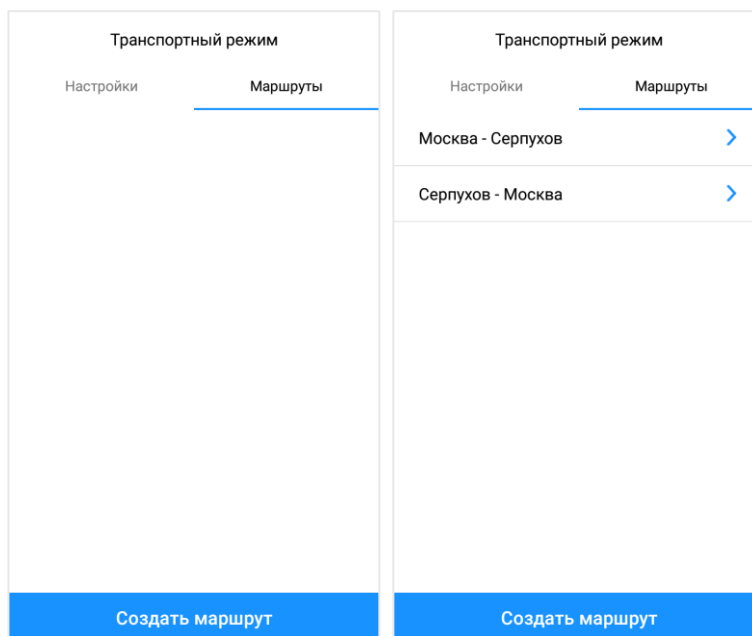 Транспортный режим
Настройки Маршруты
Создать маршрут
Транспортный режим
Настройки Маршруты
Москва - Серпухов
Серпухов - Москва
Создать маршрут